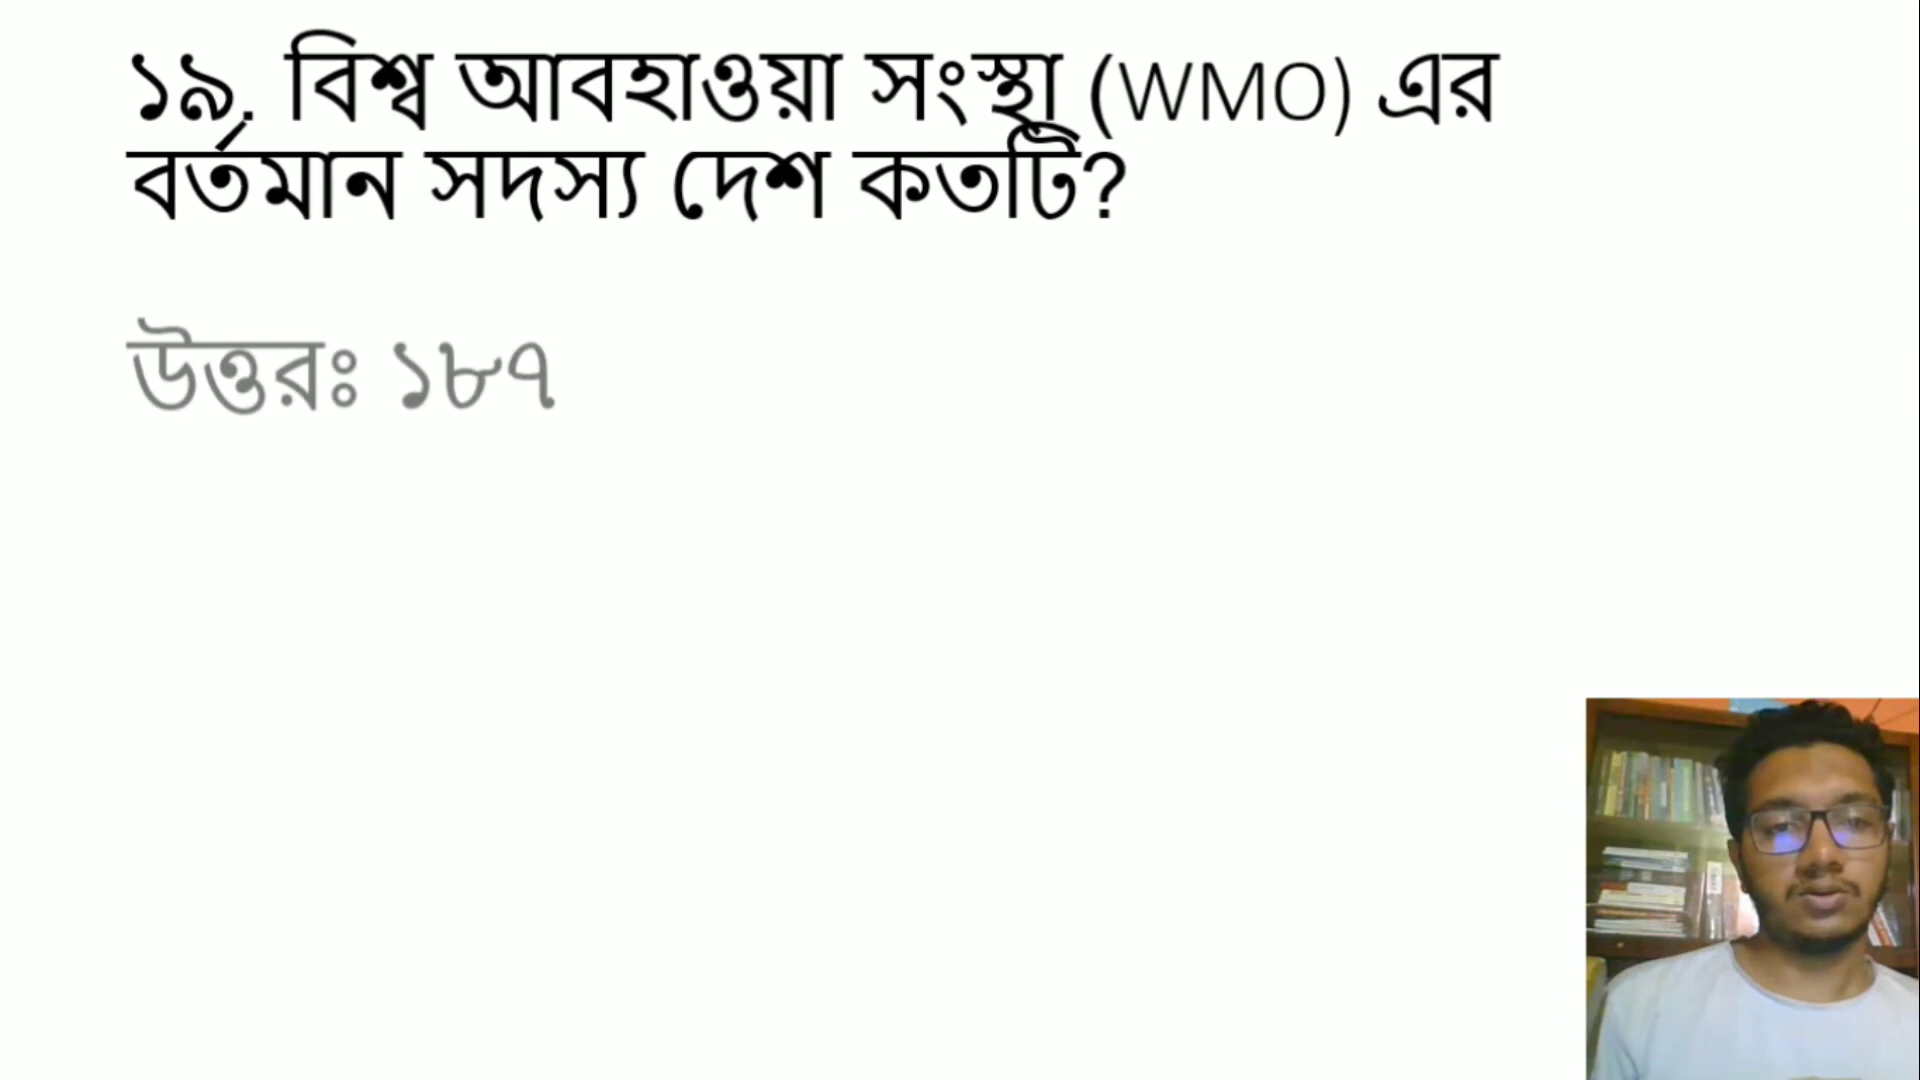 ১৯. বিশ্ব আবহাওয়া সংস্থা (WMO) এর
বর্তমান সদস্য দেশ কতটি?
উত্তরঃ ১৮৭